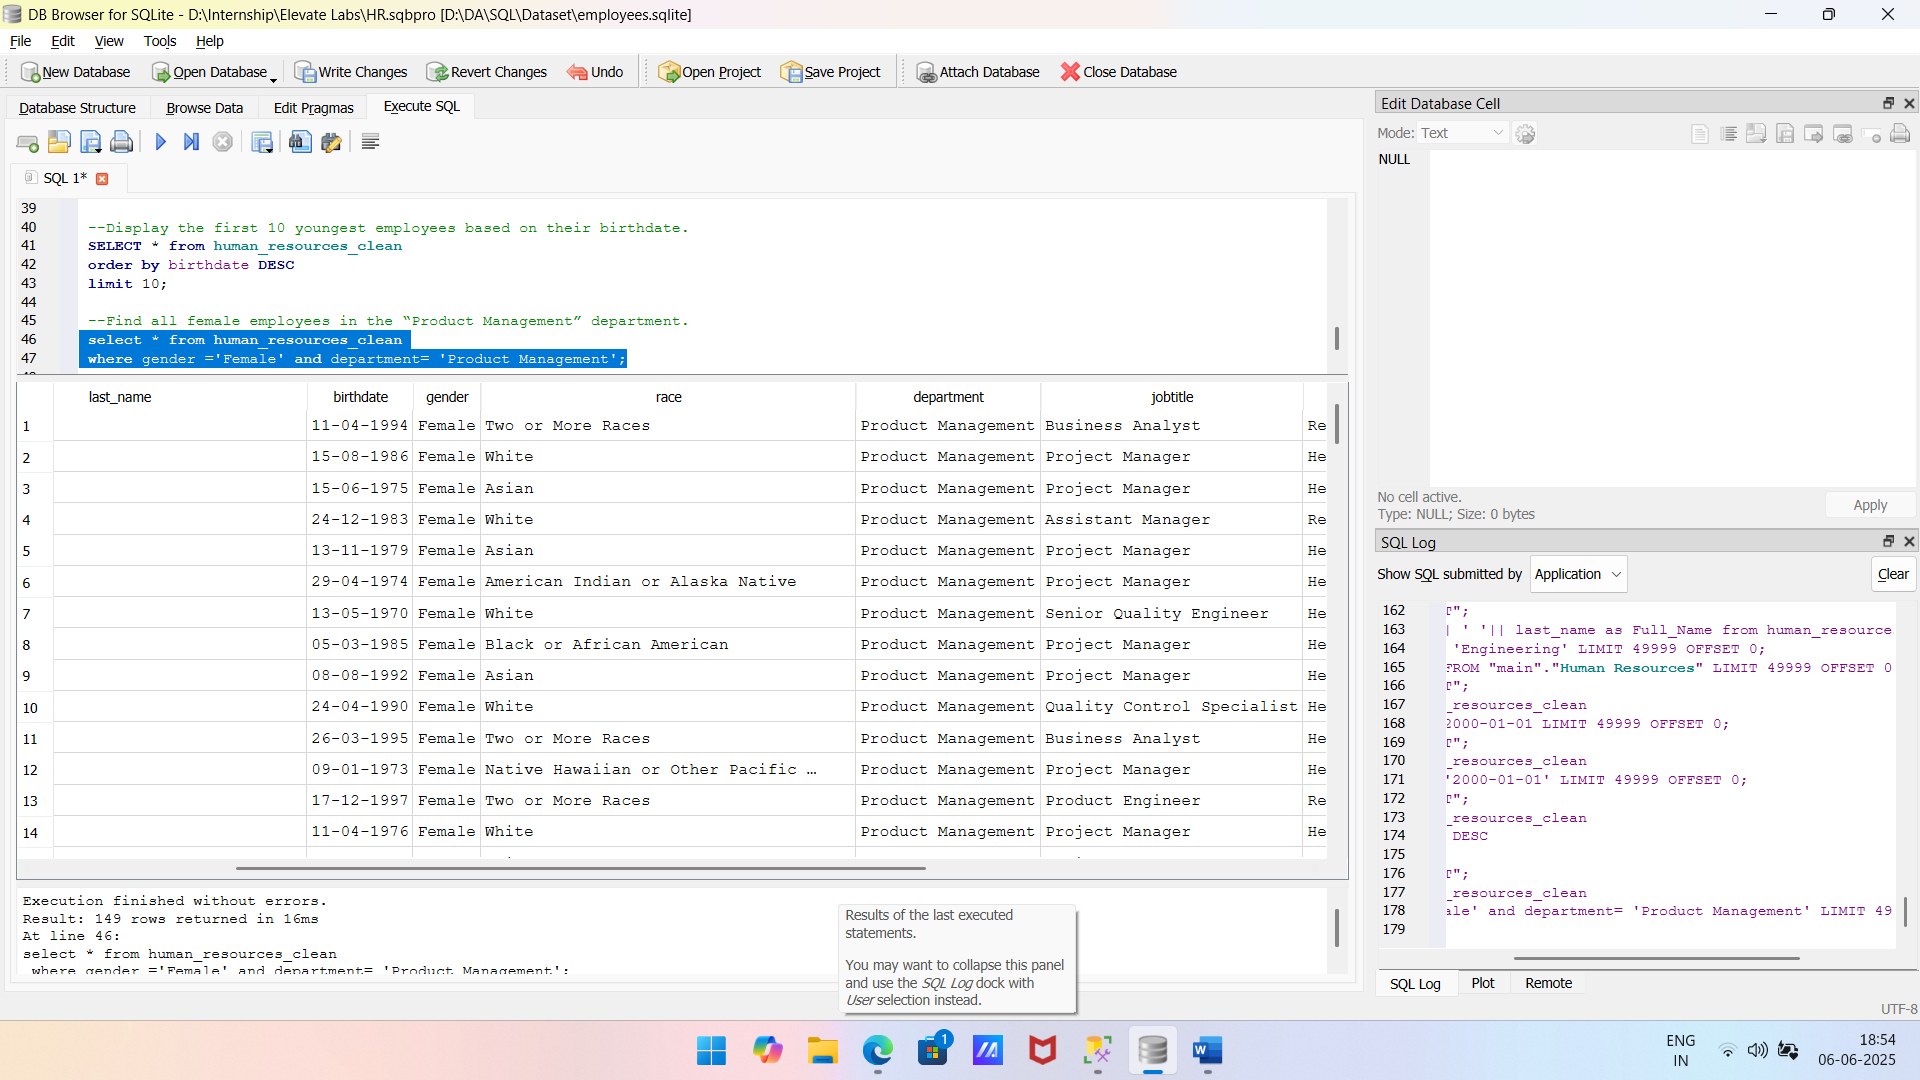 DB Browser for SQLite - D:\Internship\Elevate Labs\HR.sqbpro [D:\DA\SQL\Dataset\employees.sqlite]
File Edit View Tools Help
New Database Open Database Write Changes Revert Changes Undo Open Project Save Project Attach Database Close Database
Database Structure Browse Data Edit Pragmas Execute SQL
SQL 1*
39
40 --Display the first 10 youngest employees based on their birthdate.
41 SELECT * from human_resources_clean
42 order by birthdate DESC
43 limit 10;
44
45 --Find all female employees in the “Product Management” department.
46 select * from human_resources_clean
47 where gender ='Female' and department= 'Product Management';
last_name birthdate gender race department jobtitle
1 11-04-1994 Female Two or More Races Product Management Business Analyst Re
2 15-08-1986 Female White Product Management Project Manager He
3 15-06-1975 Female Asian Product Management Project Manager He
4 24-12-1983 Female White Product Management Assistant Manager Re
5 13-11-1979 Female Asian Product Management Project Manager He
6 29-04-1974 Female American Indian or Alaska Native Product Management Project Manager He
7 13-05-1970 Female White Product Management Senior Quality Engineer He
8 05-03-1985 Female Black or African American Product Management Project Manager He
9 08-08-1992 Female Asian Product Management Project Manager He
10 24-04-1990 Female White Product Management Quality Control Specialist He
11 26-03-1995 Female Two or More Races Product Management Business Analyst He
12 09-01-1973 Female Native Hawaiian or Other Pacific … Product Management Project Manager He
13 17-12-1997 Female Two or More Races Product Management Product Engineer Re
14 11-04-1976 Female White Product Management Project Manager He
Execution finished without errors.
Result: 149 rows returned in 16ms
At line 46:
select * from human_resources_clean
where gender ='Female' and department= 'Product Management';
Results of the last executed
statements.
You may want to collapse this panel
and use the SQL Log dock with
User selection instead.
Edit Database Cell
Mode: Text
NULL
No cell active.
Type: NULL; Size: 0 bytes
Apply
SQL Log
Show SQL submitted by Application Clear
162 T";
163 | ' '|| last_name as Full_Name from human_resource
164 'Engineering' LIMIT 49999 OFFSET 0;
165 FROM "main"."Human Resources" LIMIT 49999 OFFSET 0
166 T";
167 _resources_clean
168 2000-01-01 LIMIT 49999 OFFSET 0;
169 T";
170 _resources_clean
171 '2000-01-01' LIMIT 49999 OFFSET 0;
172 T";
173 _resources_clean
174 DESC
175
176 T";
177 _resources_clean
178 ale' and department= 'Product Management' LIMIT 49
179
SQL Log Plot Remote
UTF-8
1
ENG
IN
18:54
06-06-2025